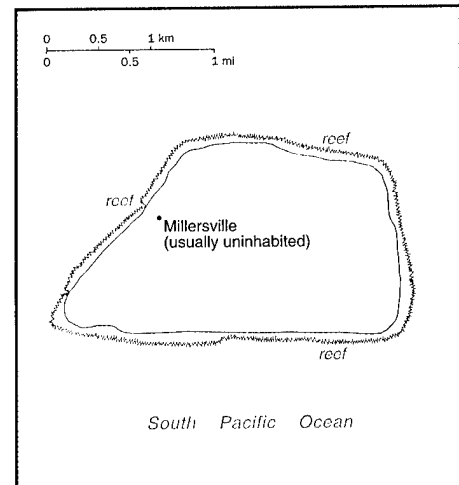 0 0.5 1 km
0 0.5 1 mi
reef
reef
Millersville
(usually uninhabited)
reef
South Pacific Ocean